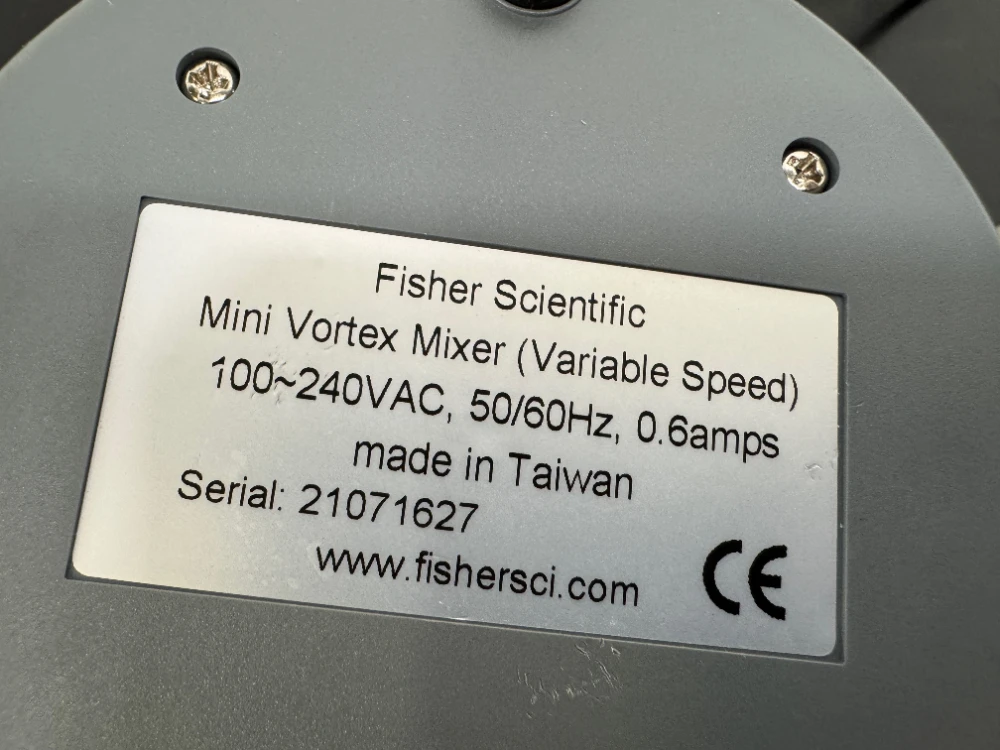 Fisher Scientific
Mini Vortex Mixer (Variable Speed)
100~240VAC, 50/60Hz, 0.6amps
made in Taiwan
Serial: 21071627
www.fishersci.com
CE